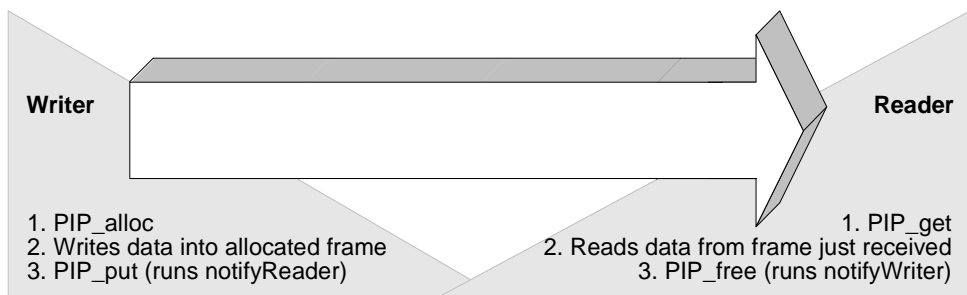 Writer
Reader
1. PIP_alloc
2. Writes data into allocated frame
3. PIP_put (runs notifyReader)
1. PIP_get
2. Reads data from frame just received
3. PIP_free (runs notifyWriter)